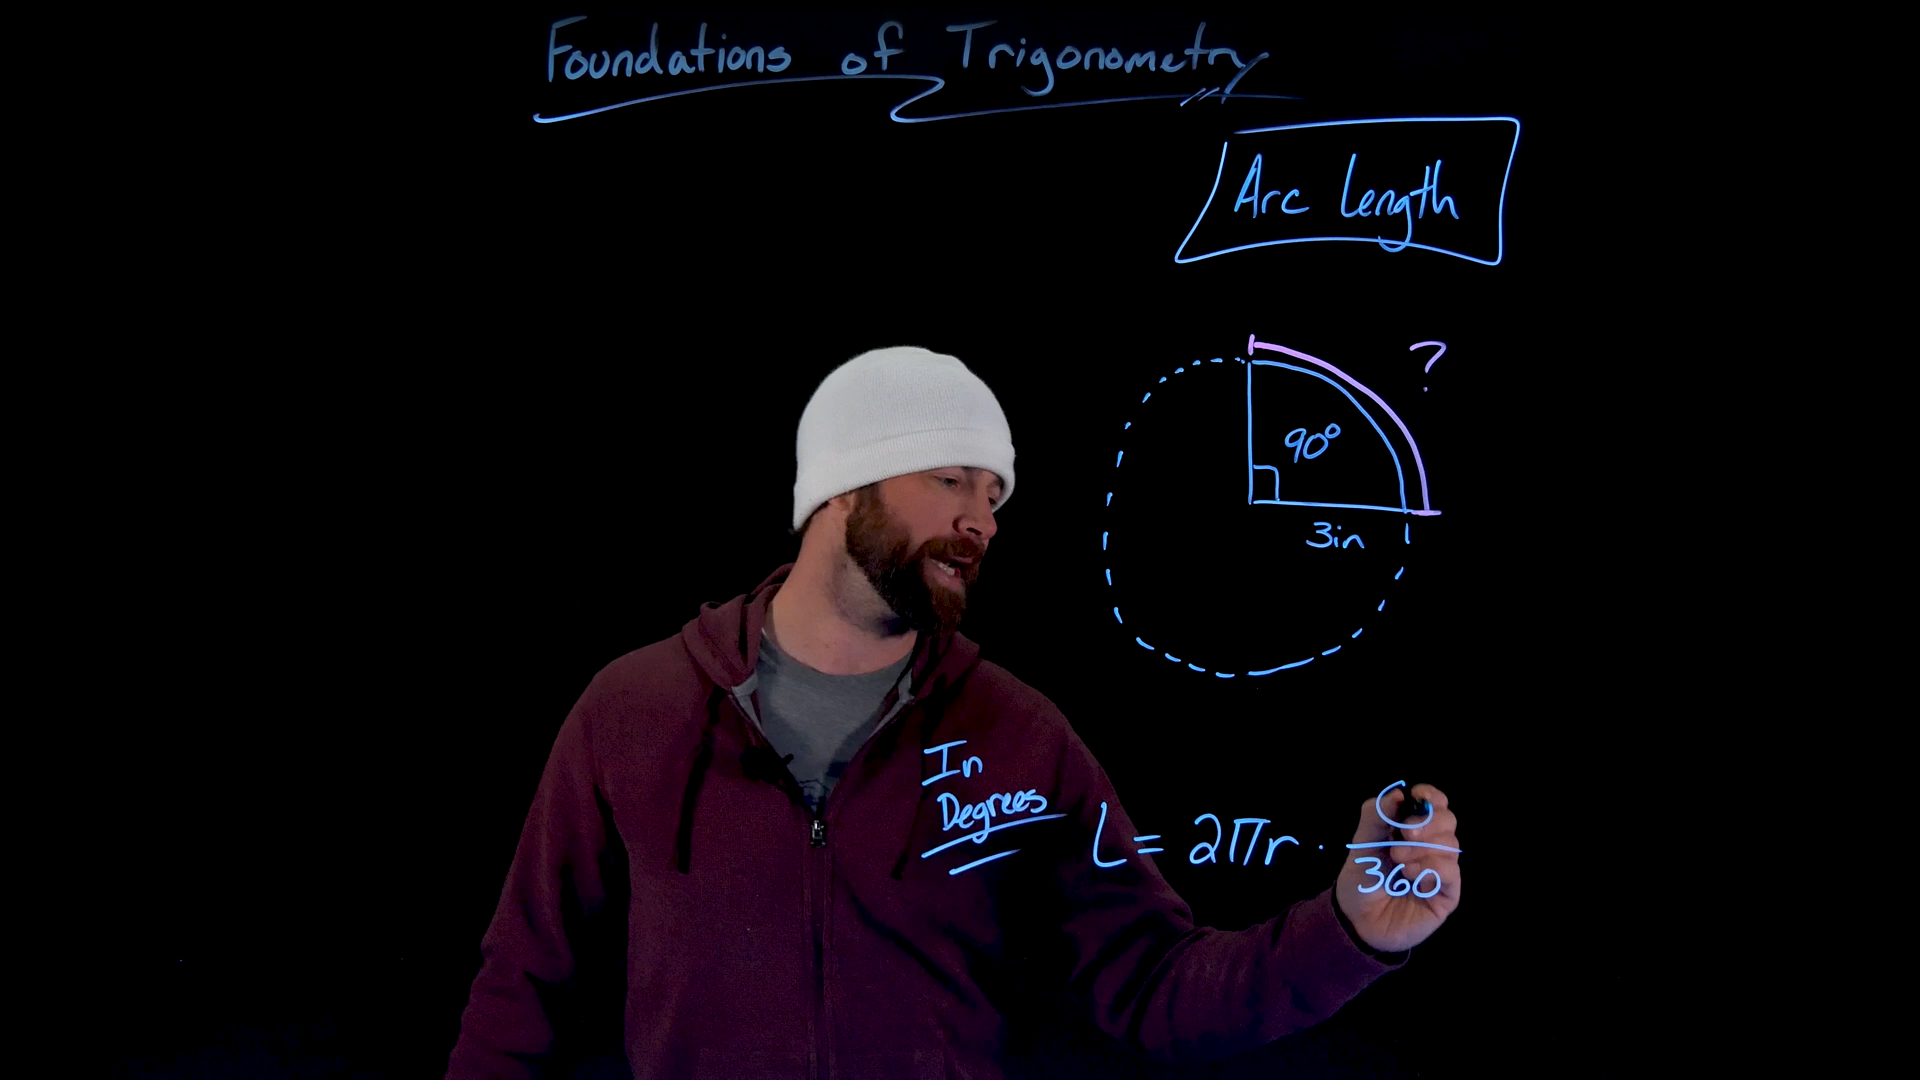 Foundations of Trigonometry
Arc Length
?
90°
3in
In
Degrees
L = 2πr · C
360